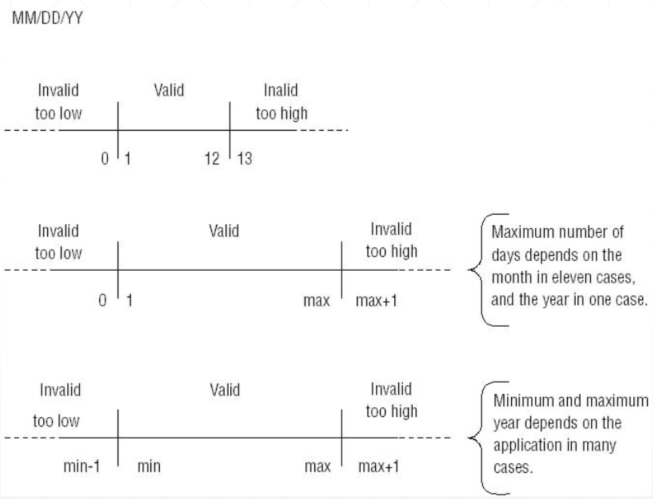 MM/DD/YY
Invalid Valid Inalid
too low too high
0 1 12 13
Invalid Valid Invalid
too low too high
0 1 max max+1
Maximum number of
days depends on the
month in eleven cases,
and the year in one case.
Invalid Valid Invalid
too low too high
min-1 min max max+1
Minimum and maximum
year depends on the
application in many
cases.